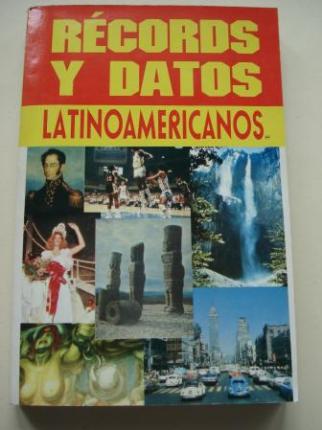 RÉCORDS
Y DATOS
LATINOAMERICANOS